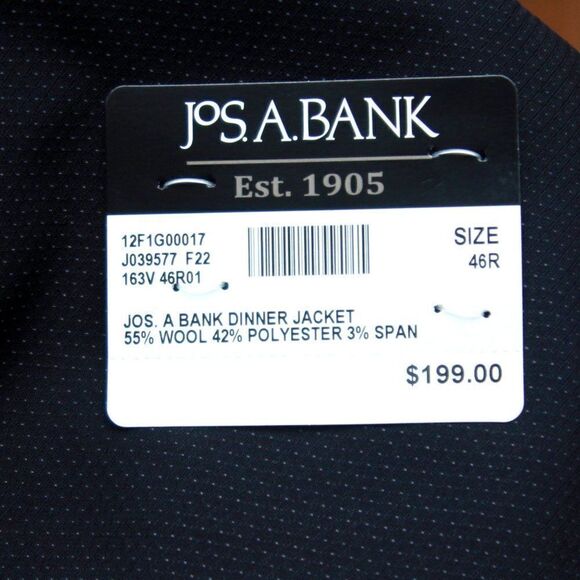 JOS. A. BANK
Est. 1905
12F1G00017
J039577 F22
163V 46R01
SIZE
46R
JOS. A BANK DINNER JACKET
55% WOOL 42% POLYESTER 3% SPAN
$199.00